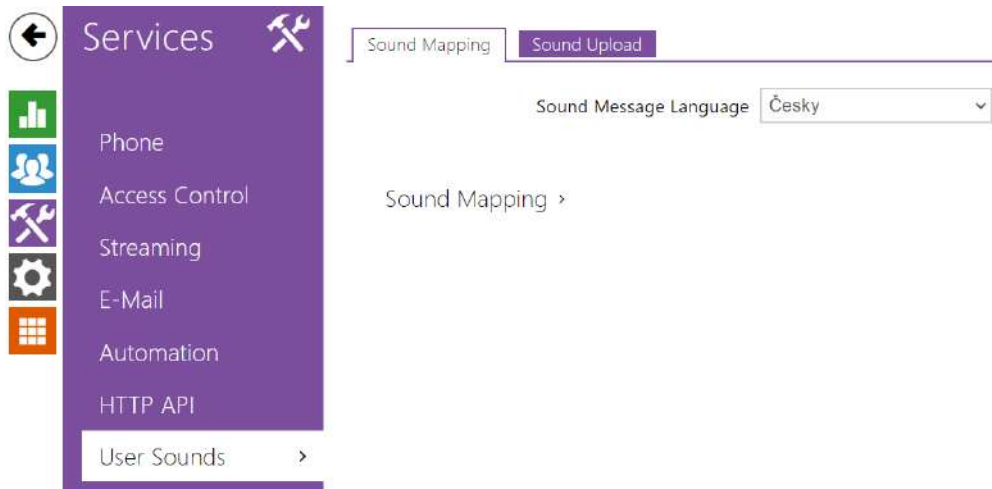 Services
Phone
Access Control
Streaming
E-Mail
Automation
HTTP API
User Sounds
Sound Mapping
Sound Upload
Sound Message Language
Česky
Sound Mapping